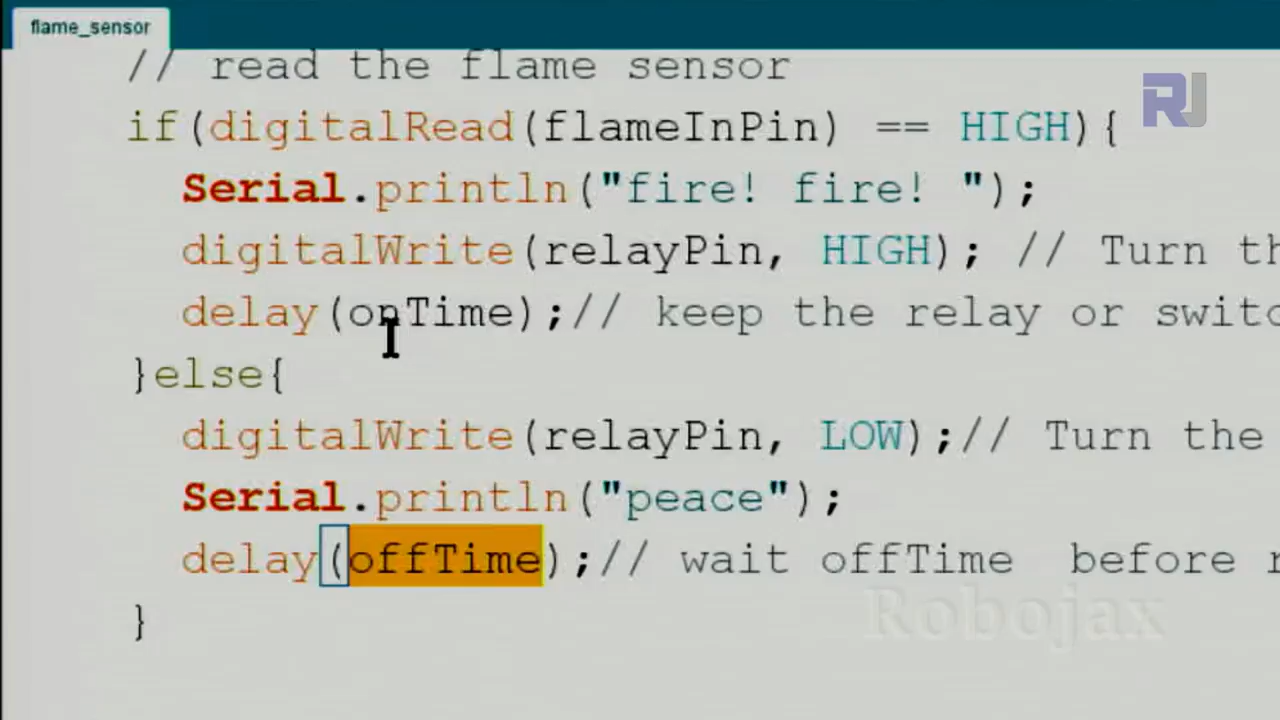 flame_sensor
// read the flame sensor
RJ
if(digitalRead(flameInPin) == HIGH){
Serial.println("fire! fire! ");
digitalWrite(relayPin, HIGH); // Turn th
delay(onTime);// keep the relay or switc
}else{
digitalWrite(relayPin, LOW);// Turn the
Serial.println("peace");
delay(offTime);// wait offTime  before r
Robojax
}